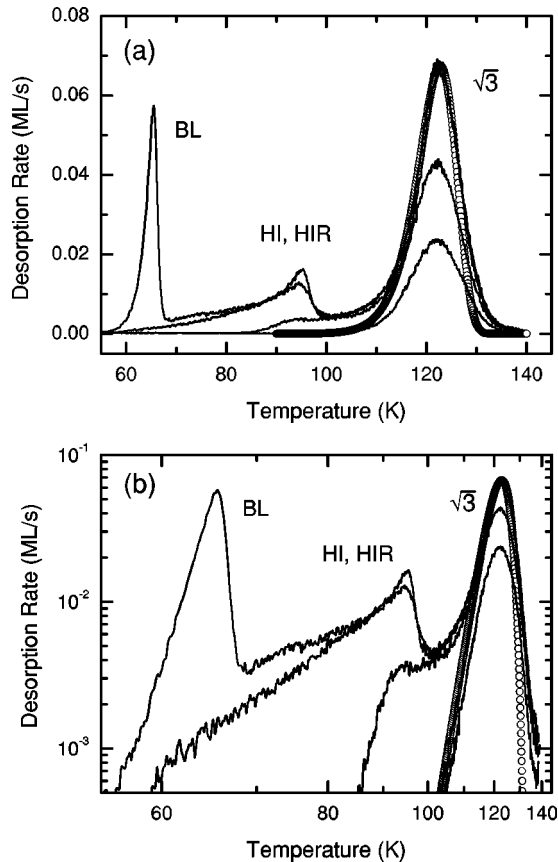 (a)
√3
BL
HI, HIR
0.08
0.06
0.04
0.02
0.00
Desorption Rate (ML/s)
60 80 100 120 140
Temperature (K)
(b)
√3
BL
HI, HIR
10⁻¹
10⁻²
10⁻³
Desorption Rate (ML/s)
60 80 100 120 140
Temperature (K)